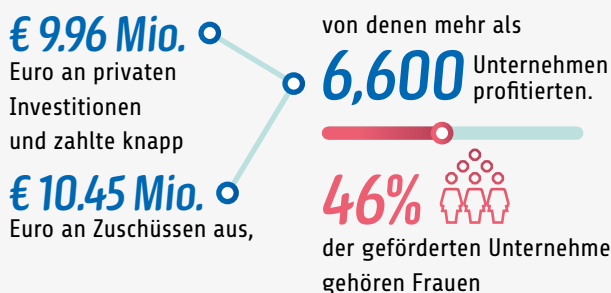 € 9.96 Mio.
Euro an privaten
Investitionen
und zahlte knapp
€ 10.45 Mio.
Euro an Zuschüssen aus,
von denen mehr als
6,600 Unternehmen
profitierten.
46%
der geförderten Unternehme
gehören Frauen